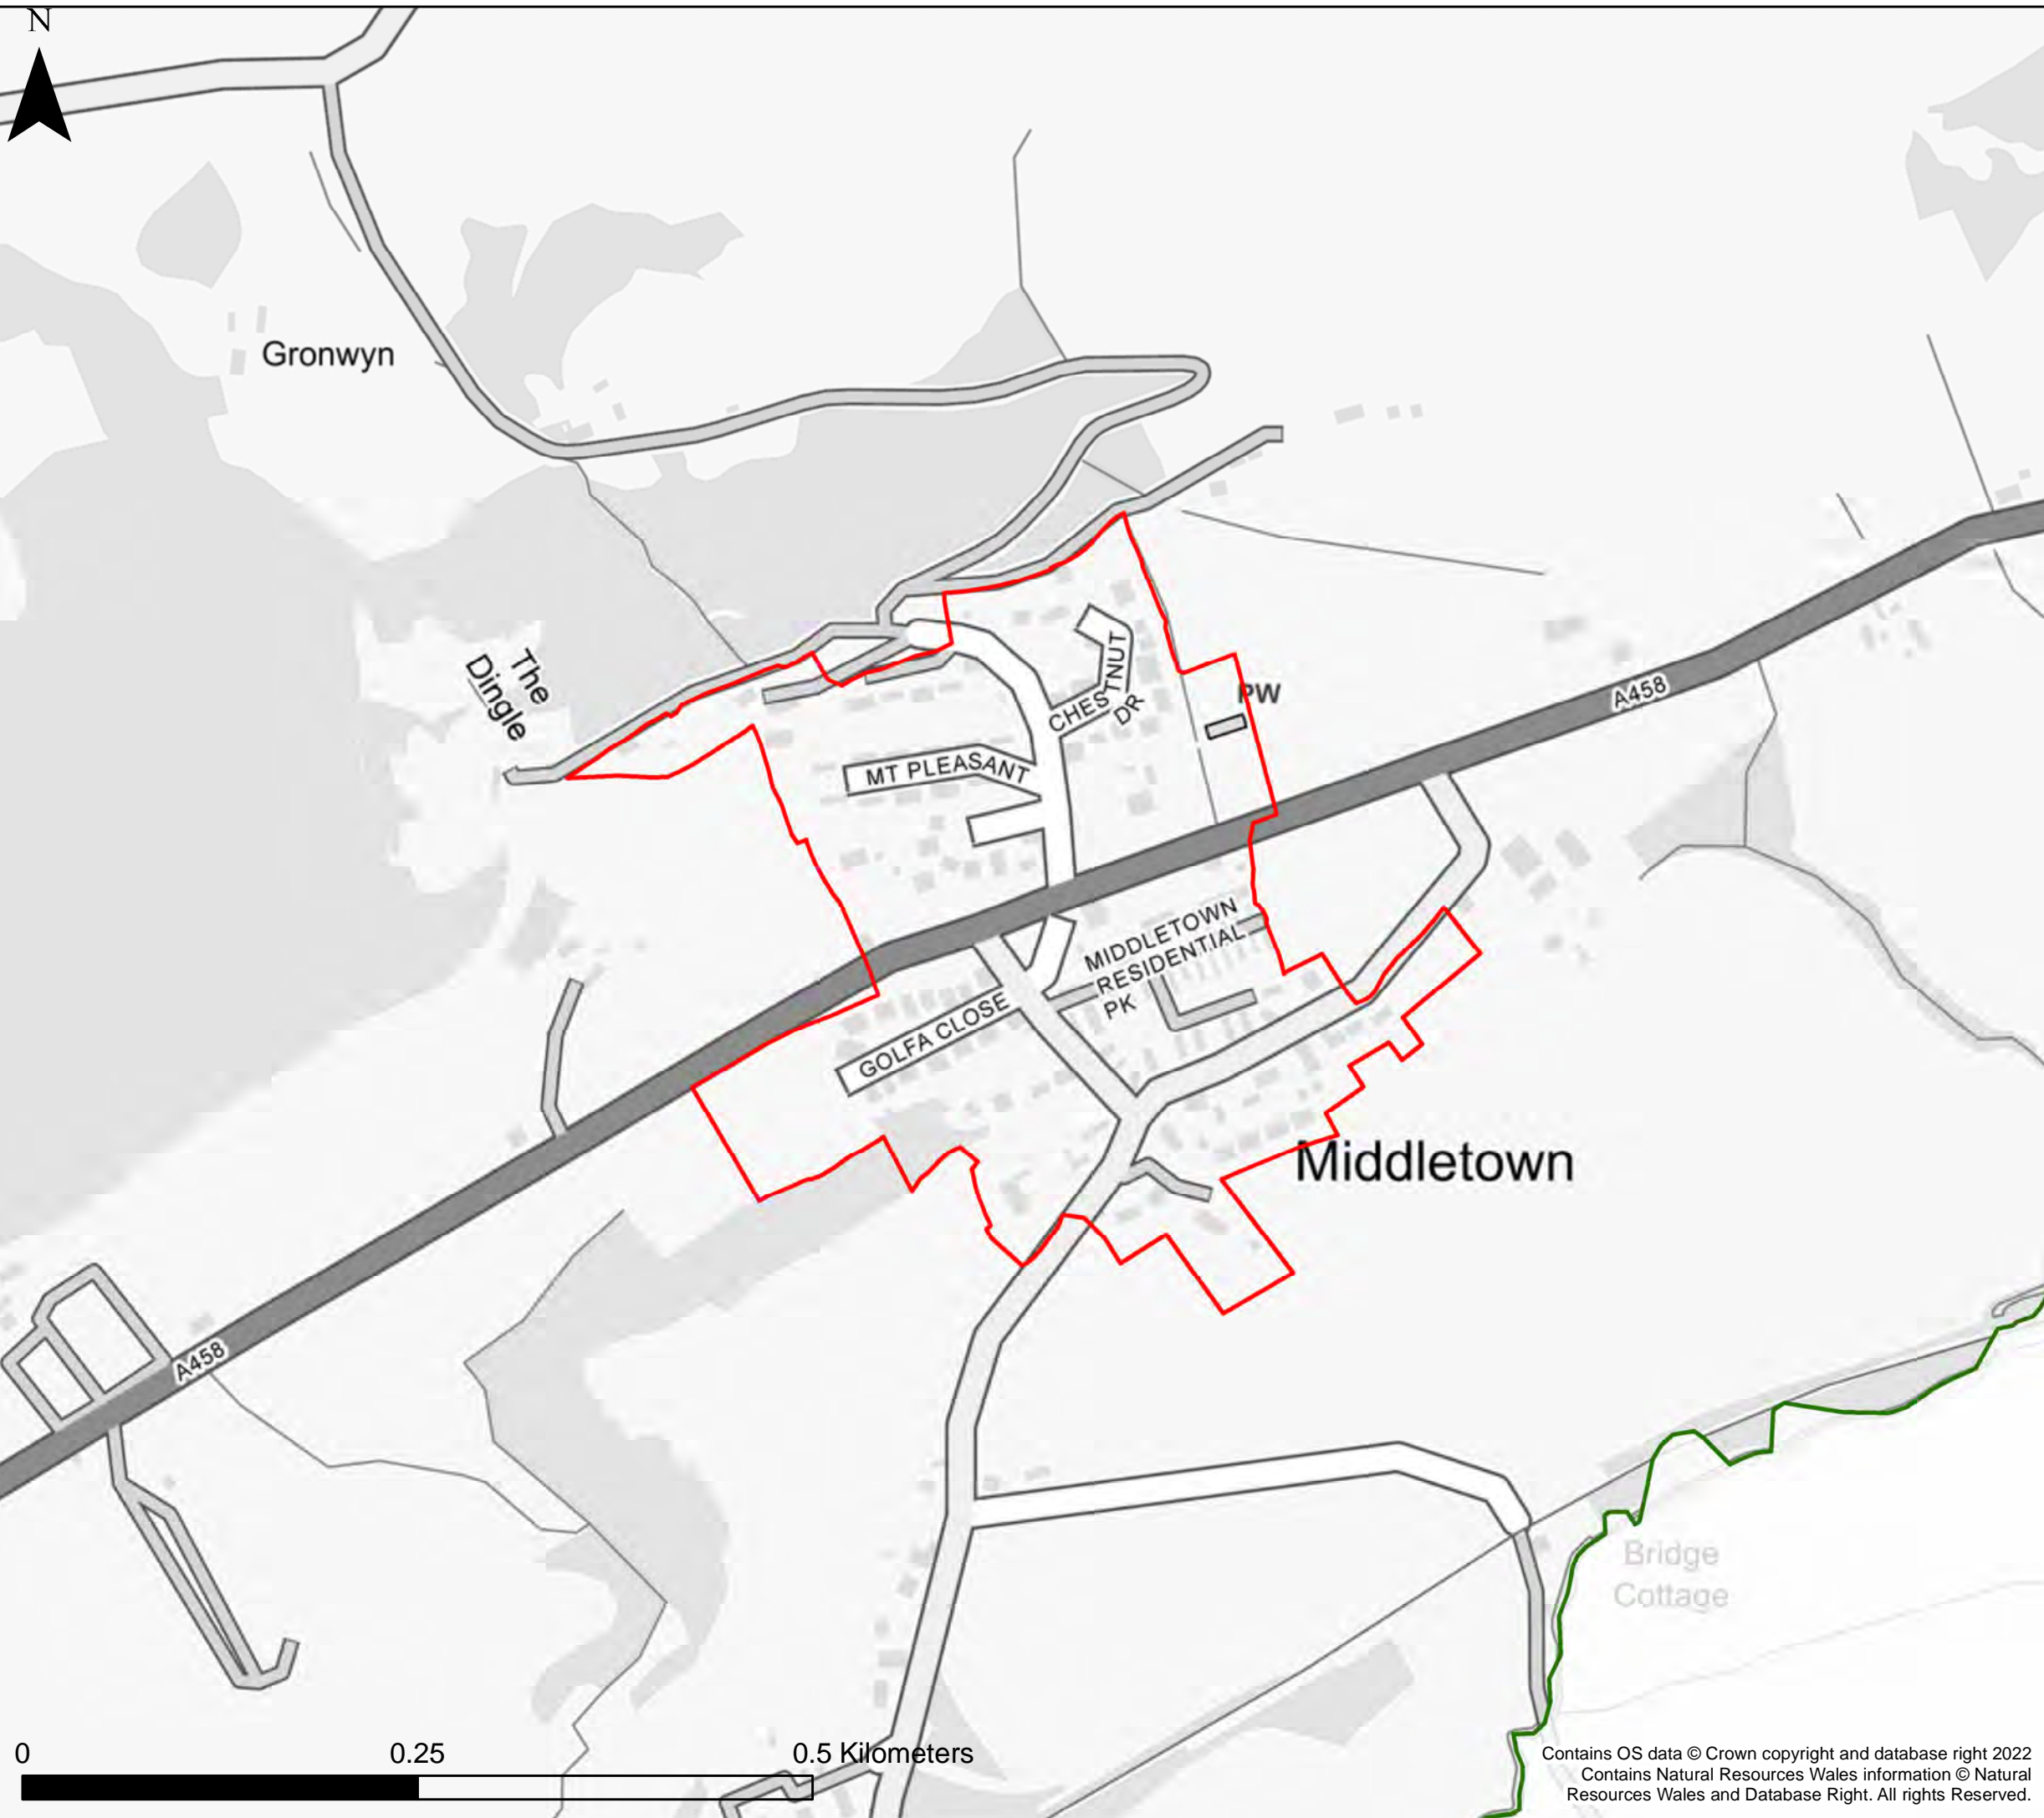 N
Gronwyn
The
Dingle
CHESTNUT
DR
PW
A458
MT PLEASANT
MIDDLETOWN
RESIDENTIAL
PK
GOLFA CLOSE
Middletown
A458
Bridge
Cottage
0
0.25
0.5 Kilometers
Contains OS data © Crown copyright and database right 2022
Contains Natural Resources Wales information © Natural
Resources Wales and Database Right. All rights Reserved.